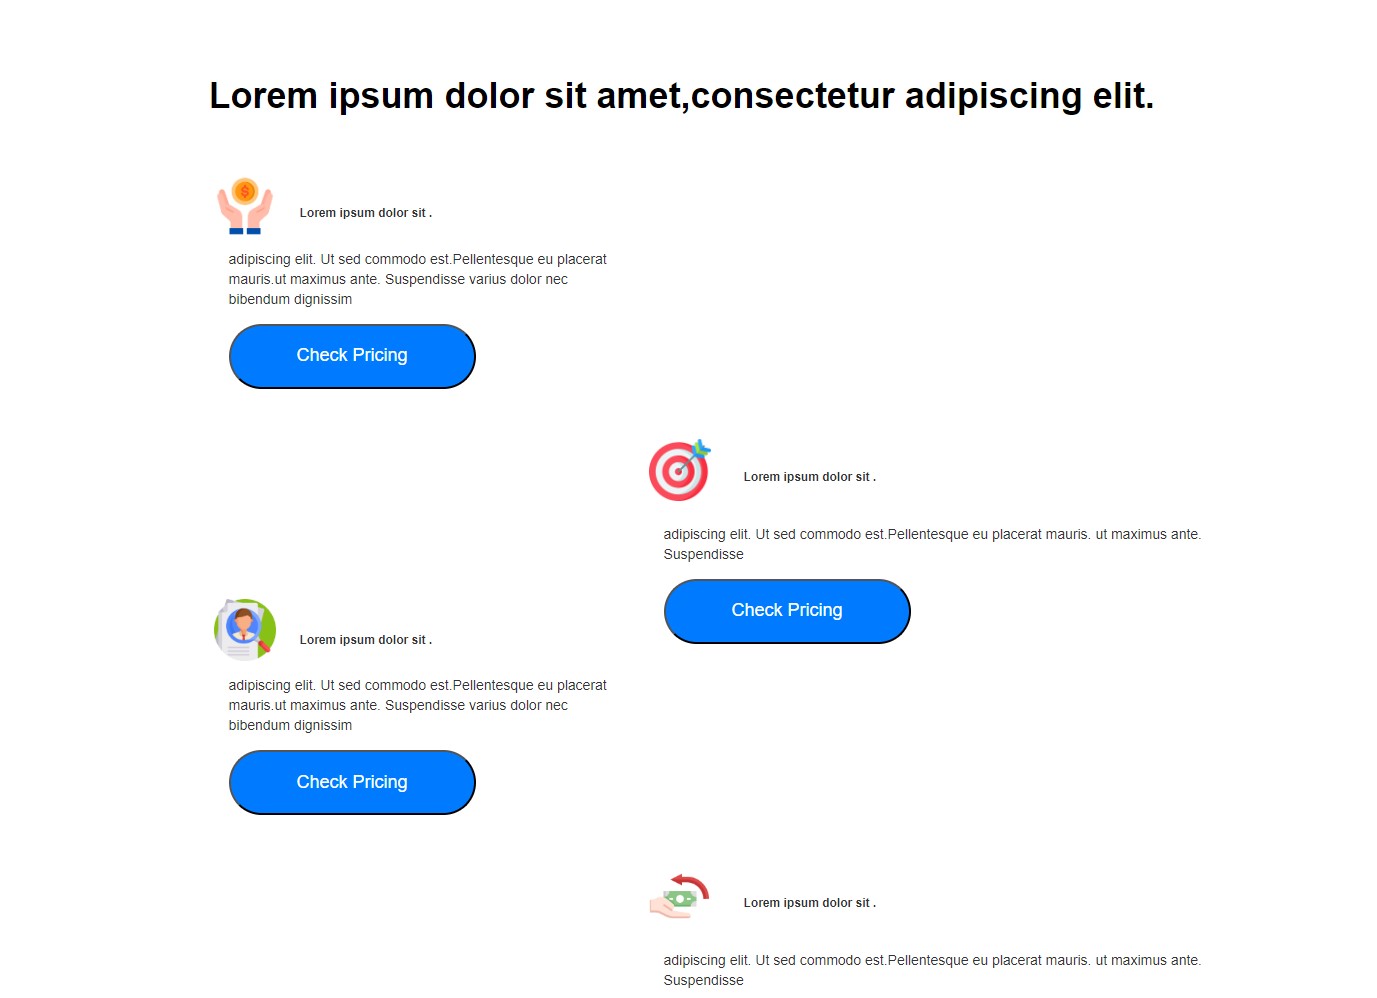 Lorem ipsum dolor sit amet,consectetur adipiscing elit.
Lorem ipsum dolor sit .
adipiscing elit. Ut sed commodo est.Pellentesque eu placerat
mauris.ut maximus ante. Suspendisse varius dolor nec
bibendum dignissim
Check Pricing
Lorem ipsum dolor sit .
adipiscing elit. Ut sed commodo est.Pellentesque eu placerat mauris. ut maximus ante.
Suspendisse
Check Pricing
Lorem ipsum dolor sit .
adipiscing elit. Ut sed commodo est.Pellentesque eu placerat
mauris.ut maximus ante. Suspendisse varius dolor nec
bibendum dignissim
Check Pricing
Lorem ipsum dolor sit .
adipiscing elit. Ut sed commodo est.Pellentesque eu placerat mauris. ut maximus ante.
Suspendisse